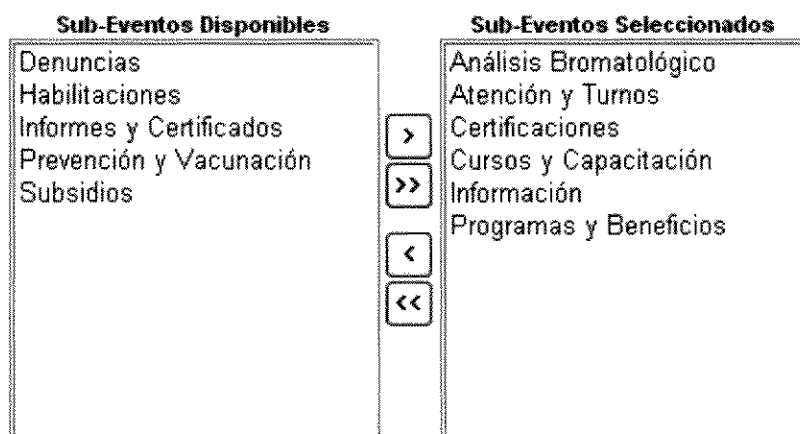 Sub-Eventos Disponibles
Denuncias
Habilitaciones
Informes y Certificados
Prevención y Vacunación
Subsidios
>
>>
<
<<
Sub-Eventos Seleccionados
Análisis Bromatológico
Atención y Turnos
Certificaciones
Cursos y Capacitación
Información
Programas y Beneficios